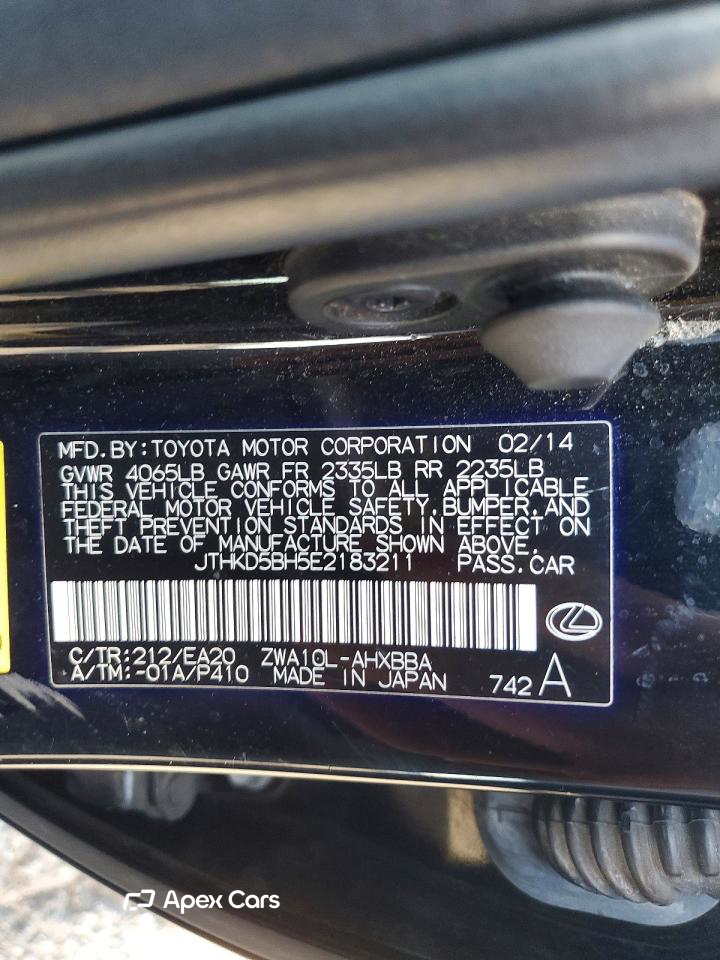 MFD.BY:TOYOTA MOTOR CORPORATION 02/14
GVWR 4065LB GAWR FR 2335LB RR 2235LB
THIS VEHICLE CONFORMS TO ALL APPLICABLE
FEDERAL MOTOR VEHICLE SAFETY,BUMPER,AND
THEFT PREVENTION STANDARDS IN EFFECT ON
THE DATE OF MANUFACTURE SHOWN ABOVE.
JTHKD5BH5E2183211 PASS.CAR
C/TR:212/EA20 ZWA10L-AHXBBA
A/TM:-01A/P410 MADE IN JAPAN 742 A
Apex Cars